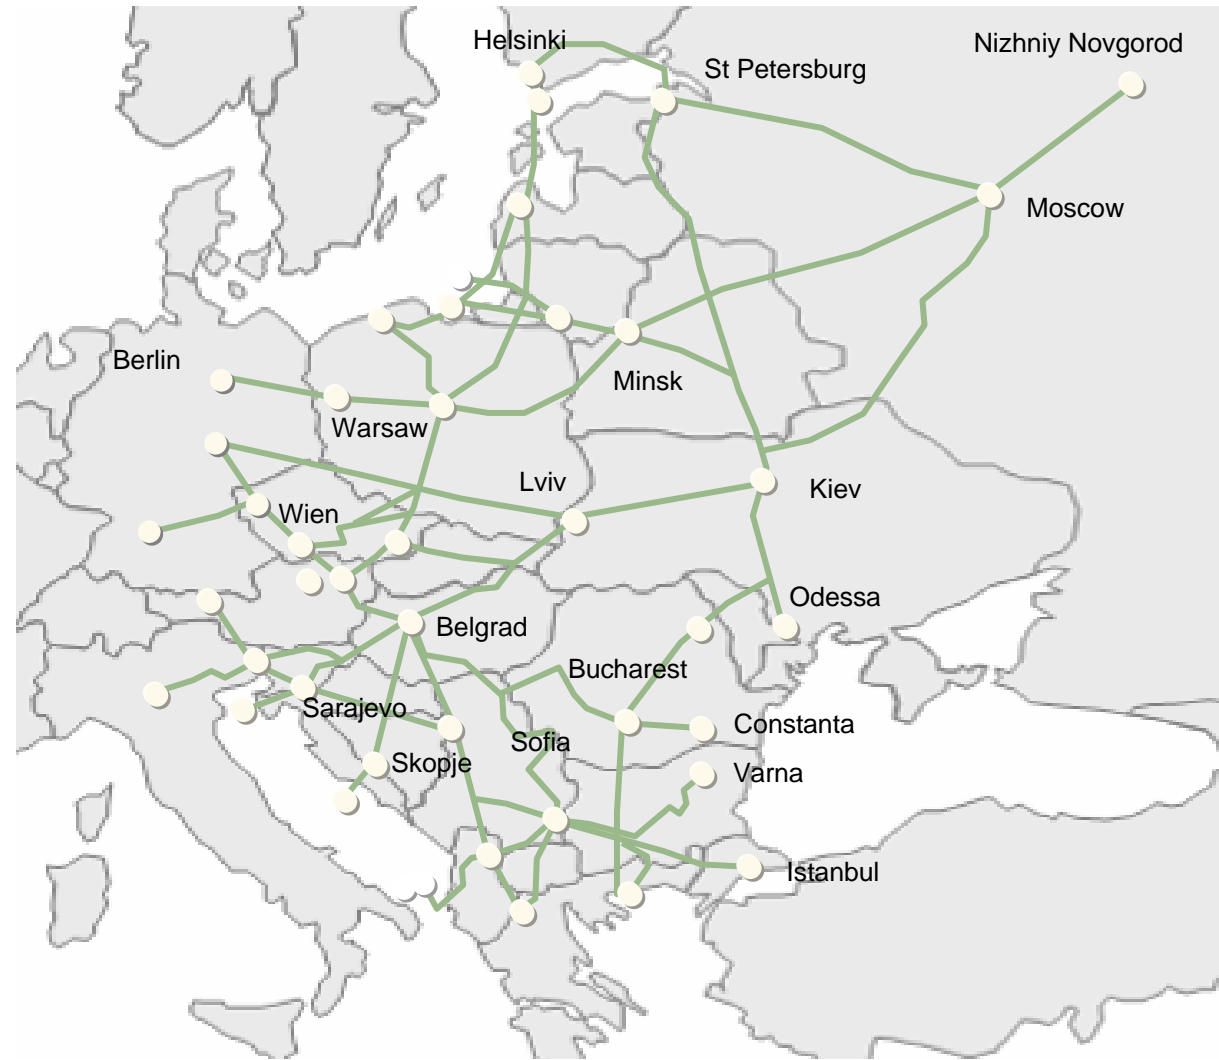 Helsinki
Nizhniy Novgorod
St Petersburg
Moscow
Berlin
Minsk
Warsaw
Lviv
Kiev
Wien
Odessa
Belgrad
Bucharest
Sarajevo
Constanta
Sofia
Skopje
Varna
Istanbul